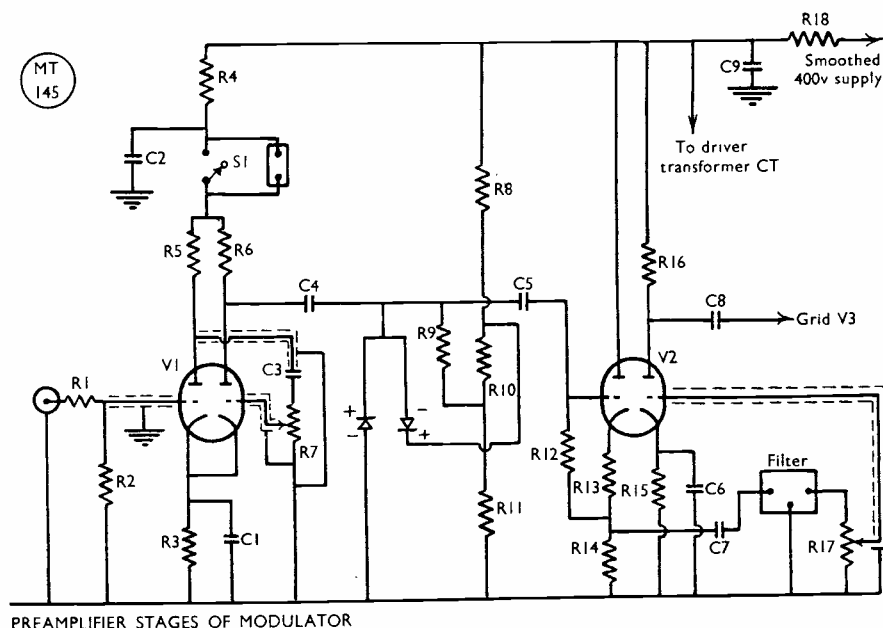 R18
MT
145
R4
C9
Smoothed
400v supply
C2
S1
To driver
transformer CT
R8
R5
R6
R16
C4
C5
C8
Grid V3
R9
V1
C3
V2
R1
R10
+
-
-
+
R7
R12
Filter
R2
R13
R15
C6
R11
R3
C1
R14
C7
R17
PREAMPLIFIER STAGES OF MODULATOR